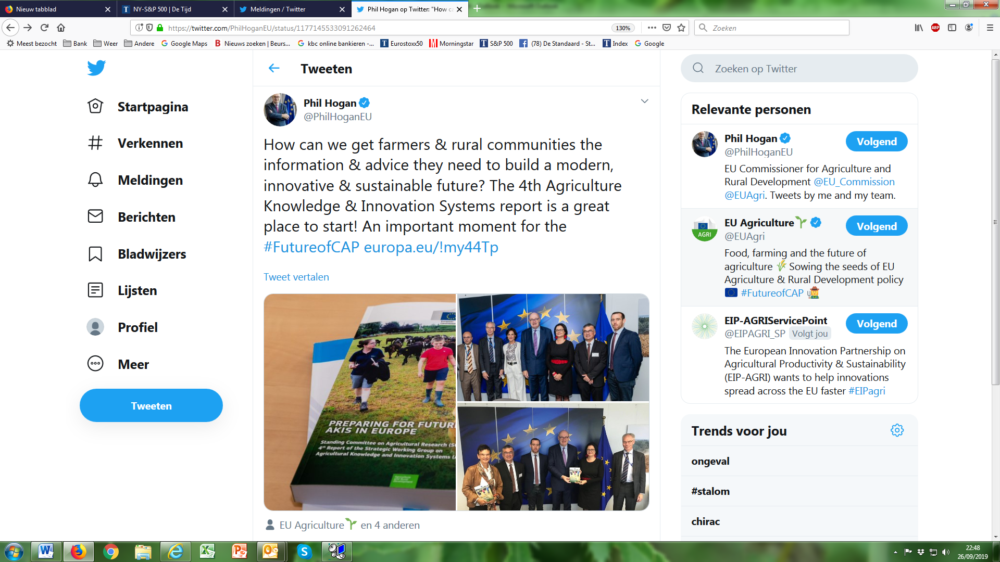 Nieuw tabblad
NY-S&P 500 | De Tijd
Meldingen / Twitter
Phil Hogan op Twitter: "How ca
https://twitter.com/PhilHoganEU/status/1177145533091262464
130%
Zoeken
ABP
Meest bezocht
Bank
Weer
Andere
Google Maps
Nieuws zoeken | Beurs...
kbc online bankieren -...
Eurostoxx50
Morningstar
S&P 500
(78) De Standaard - St...
Index
Google
Startpagina
Verkennen
Meldingen
Berichten
Bladwijzers
Lijsten
Profiel
Meer
Tweeten
Tweeten
Phil Hogan
@PhilHoganEU
How can we get farmers & rural communities the
information & advice they need to build a modern,
innovative & sustainable future? The 4th Agriculture
Knowledge & Innovation Systems report is a great
place to start! An important moment for the
#FutureofCAP europa.eu/!my44Tp
Tweet vertalen
PREPARING FOR FUTUR
AKIS IN EUROPE
Standing Committee on Agricultural Research (S
4th Report of the Strategic Working Group on
Agricultural Knowledge and Innovation Systems (
EU Agriculture en 4 anderen
Zoeken op Twitter
Relevante personen
Phil Hogan
@PhilHoganEU
Volgend
EU Commissioner for Agriculture and
Rural Development @EU_Commission
@EUAgri. Tweets by me and my team.
AGRI
EU Agriculture
@EUAgri
Volgend
Food, farming and the future of
agriculture Sowing the seeds of EU
Agriculture & Rural Development policy
#FutureofCAP
EIP-AGRIServicePoint
@EIPAGRI_SP Volgt jou
Volgend
The European Innovation Partnership on
Agricultural Productivity & Sustainability
(EIP-AGRI) wants to help innovations
spread across the EU faster #EIPagri
Trends voor jou
ongeval
#stalom
chirac
22:48
26/09/2019